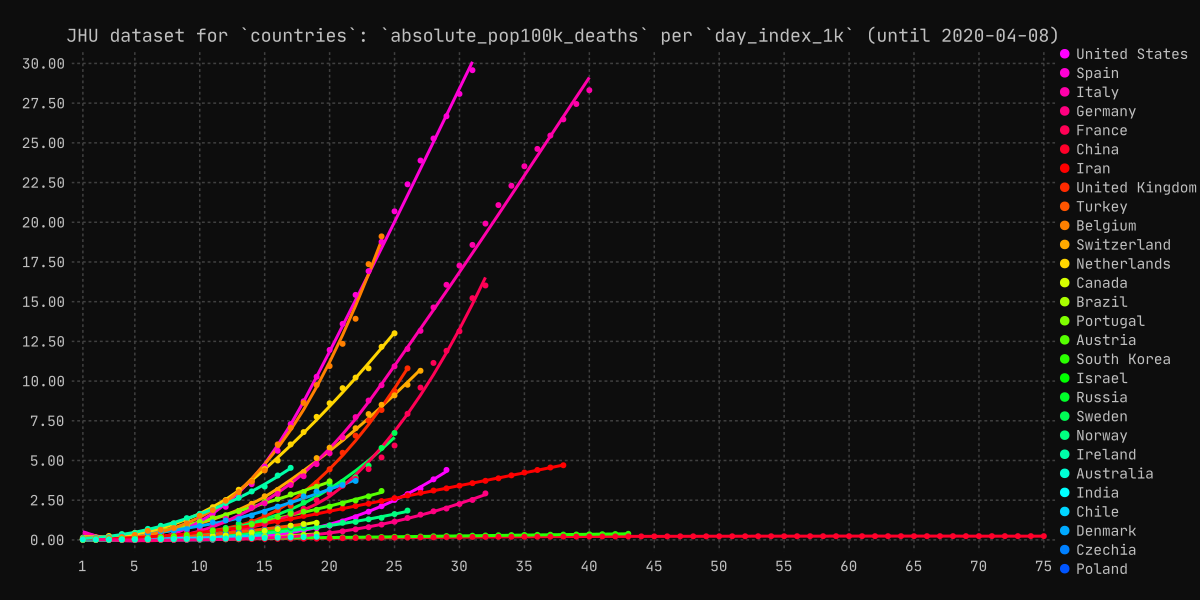 JHU dataset for `countries`: `absolute_pop100k_deaths` per `day_index_1k` (until 2020-04-08)
30.00
27.50
25.00
22.50
20.00
17.50
15.00
12.50
10.00
7.50
5.00
2.50
0.00
1 5 10 15 20 25 30 35 40 45 50 55 60 65 70 75
United States
Spain
Italy
Germany
France
China
Iran
United Kingdom
Turkey
Belgium
Switzerland
Netherlands
Canada
Brazil
Portugal
Austria
South Korea
Israel
Russia
Sweden
Norway
Ireland
Australia
India
Chile
Denmark
Czechia
Poland